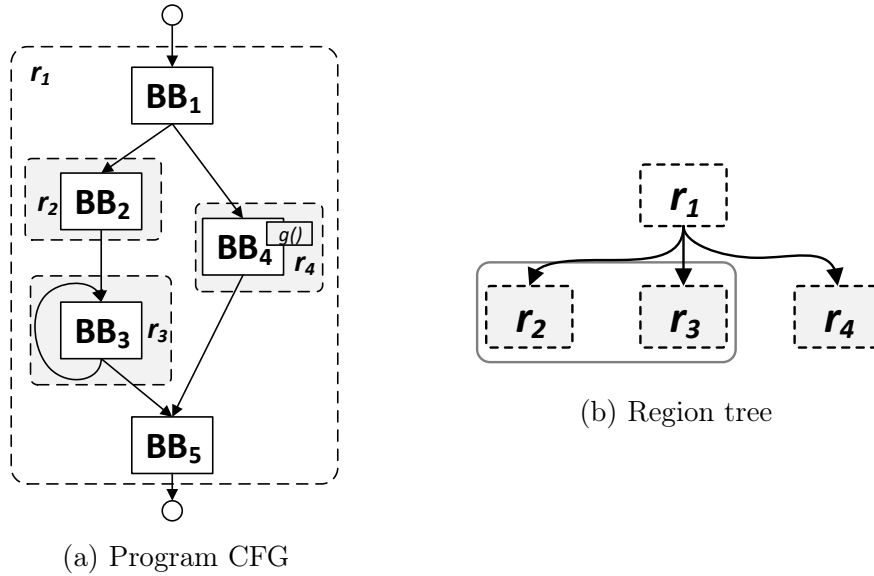 r1
BB1
r2
BB2
BB4
g()
r4
BB3
r3
BB5
(a) Program CFG
r1
r2
r3
r4
(b) Region tree